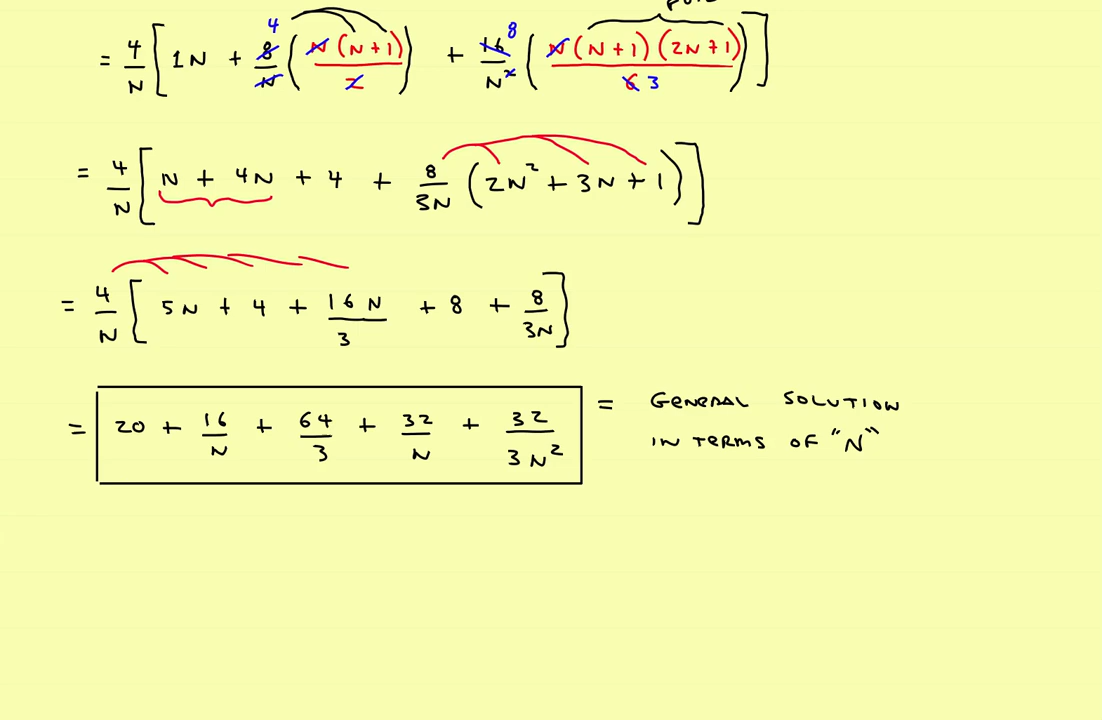 = 4/N [ 1N + 8/N 4 ( N(N+1)/2 ) + 16/N² 8 ( N(N+1)(2N+1)/6 3 ) ]
= 4/N [ N + 4N + 4 + 8/3N (2N² + 3N + 1) ]
= 4/N [ 5N + 4 + 16N/3 + 8 + 8/3N ]
= 20 + 16/N + 64/3 + 32/N + 32/3N² = GENERAL SOLUTION
IN TERMS OF "N"